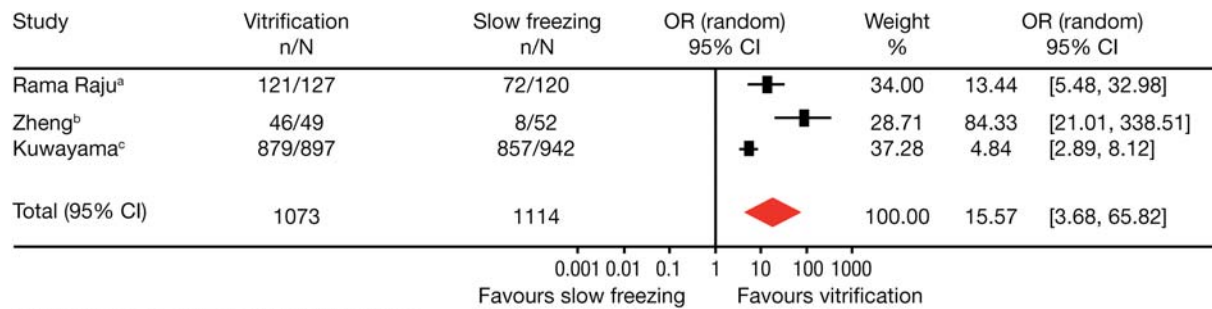 Study Vitrification Slow freezing OR (random) Weight OR (random)
n/N n/N 95% CI % 95% CI
Rama Rajuᵃ 121/127 72/120 34.00 13.44 [5.48, 32.98]
Zhengᵇ 46/49 8/52 28.71 84.33 [21.01, 338.51]
Kuwayamaᶜ 879/897 857/942 37.28 4.84 [2.89, 8.12]
Total (95% CI) 1073 1114 100.00 15.57 [3.68, 65.82]
0.001 0.01 0.1 1 10 100 1000
Favours slow freezing Favours vitrification